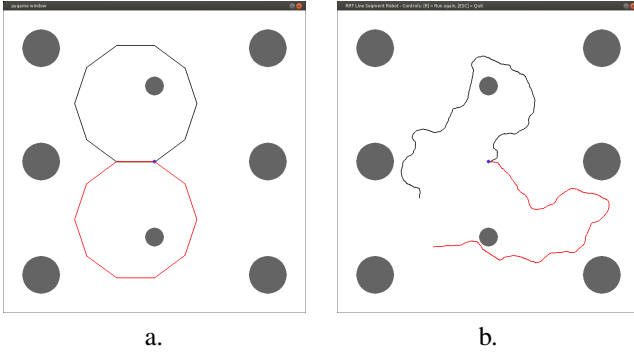 pygame window
RRT Line Segment Robot - Controls: [R] = Run again, [ESC] = Quit
a.
b.